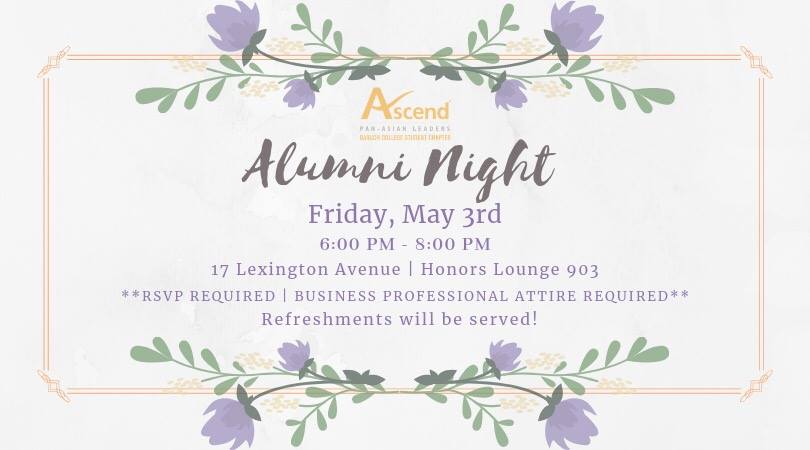 Ascend
PAN-ASIAN LEADERS
BARUCH COLLEGE STUDENT CHAPTER
Alumni Night
Friday, May 3rd
6:00 PM - 8:00 PM
17 Lexington Avenue | Honors Lounge 903
**RSVP REQUIRED | BUSINESS PROFESSIONAL ATTIRE REQUIRED**
Refreshments will be served!